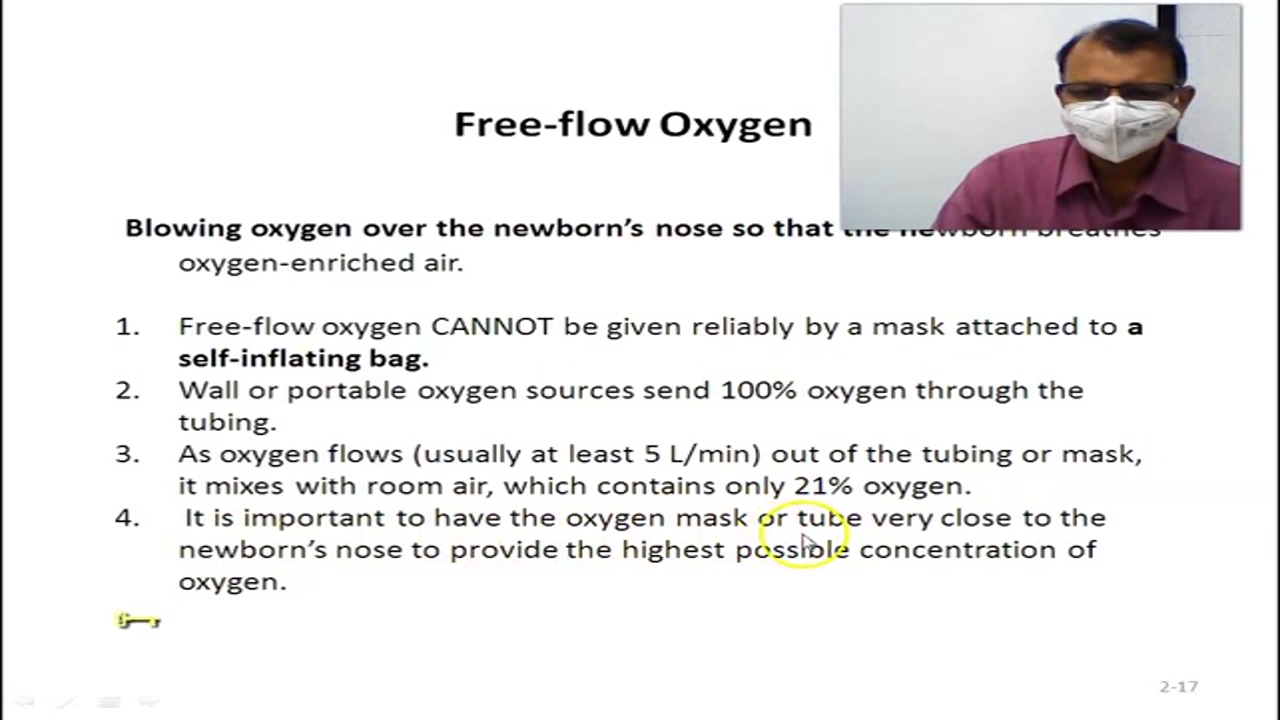 Free-flow Oxygen
Blowing oxygen over the newborn's nose so that the newborn breathes
oxygen-enriched air.
1. Free-flow oxygen CANNOT be given reliably by a mask attached to a
self-inflating bag.
2. Wall or portable oxygen sources send 100% oxygen through the
tubing.
3. As oxygen flows (usually at least 5 L/min) out of the tubing or mask,
it mixes with room air, which contains only 21% oxygen.
4. It is important to have the oxygen mask or tube very close to the
newborn's nose to provide the highest possible concentration of
oxygen.
2-17